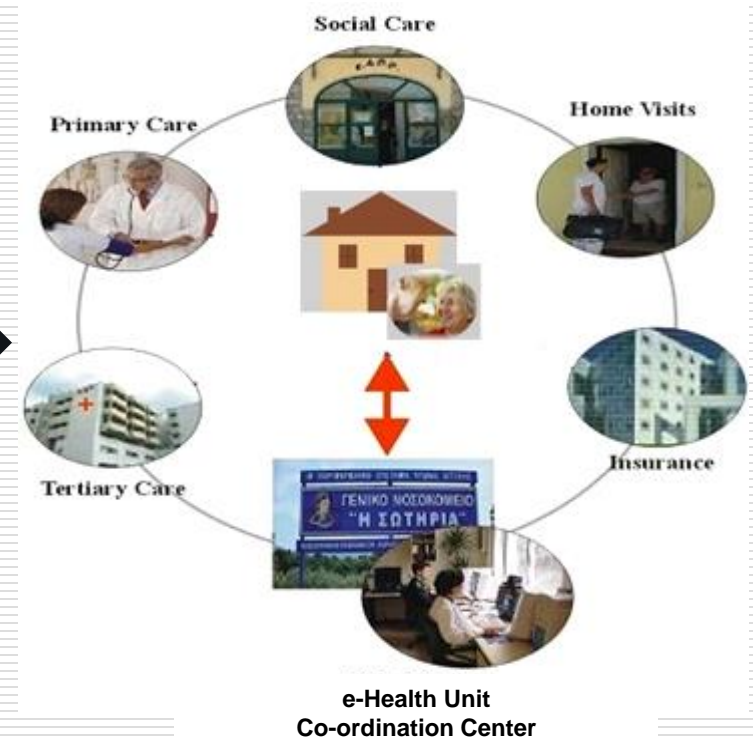 Social Care
Home Visits
Primary Care
Tertiary Care
Insurance
ΓΕΝΙΚΟ ΝΟΣΟΚΟΜΕΙΟ
"Η ΣΩΤΗΡΙΑ"
e-Health Unit
Co-ordination Center